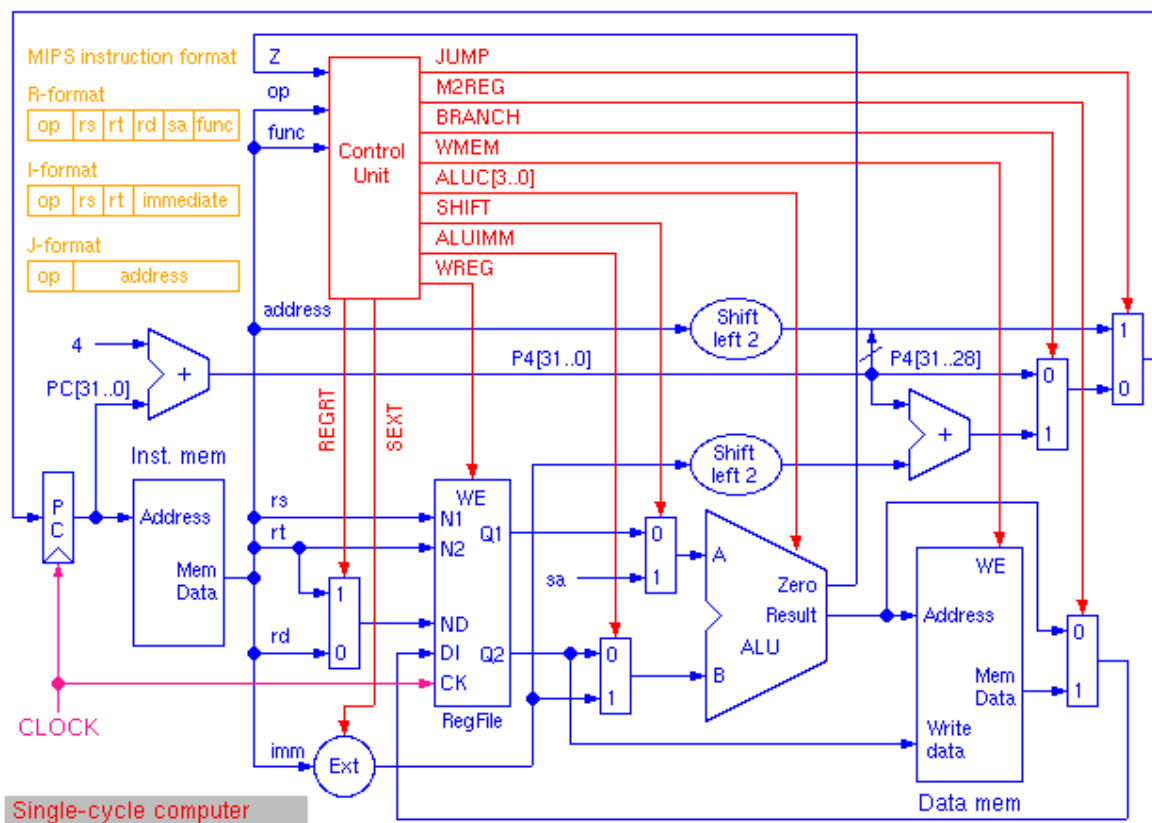 MIPS instruction format
R-format
op rs rt rd sa func
I-format
op rs rt immediate
J-format
op address
Z
op
func
Control
Unit
JUMP
M2REG
BRANCH
WMEM
ALUC[3..0]
SHIFT
ALUIMM
WREG
address
Shift
left 2
1
0
4
+
PC[31..0]
P4[31..0]
P4[31..28]
0
1
+
REGRT
SEXT
Shift
left 2
Inst. mem
P
C
Address
Mem
Data
rs
rt
rd
imm
1
0
WE
N1
N2
ND
DI
CK
Q1
Q2
RegFile
sa
0
1
0
1
A
B
Zero
Result
ALU
WE
Address
Mem
Data
Write
data
Data mem
0
1
CLOCK
Ext
Single-cycle computer